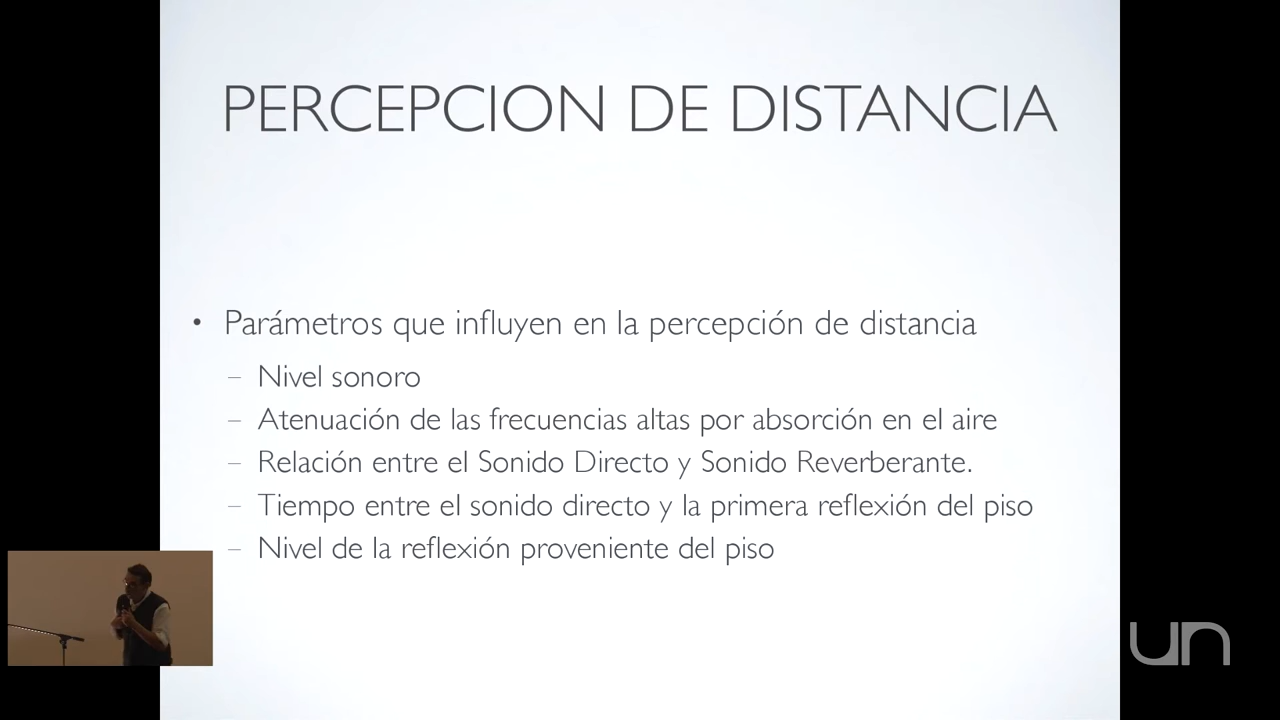 PERCEPCION DE DISTANCIA
• Parámetros que influyen en la percepción de distancia
– Nivel sonoro
– Atenuación de las frecuencias altas por absorción en el aire
– Relación entre el Sonido Directo y Sonido Reverberante.
– Tiempo entre el sonido directo y la primera reflexión del piso
– Nivel de la reflexión proveniente del piso
un